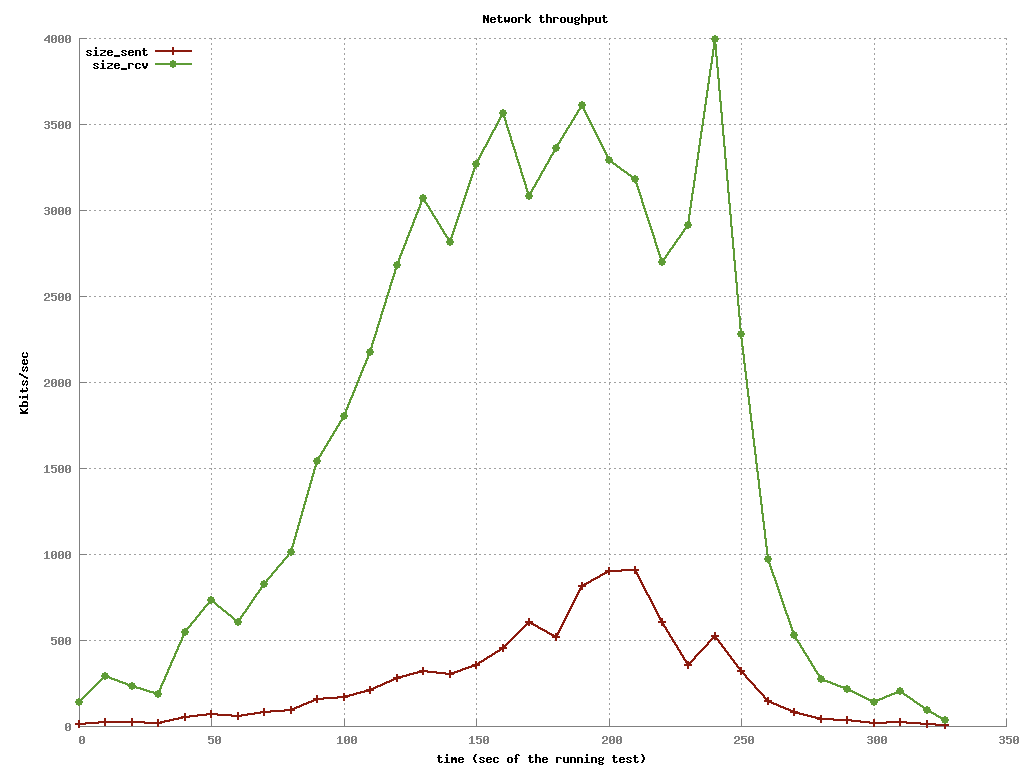 Network throughput
size_sent
size_rcv
4000
3500
3000
2500
2000
1500
1000
500
0
Kbits/sec
0 50 100 150 200 250 300 350
time (sec of the running test)